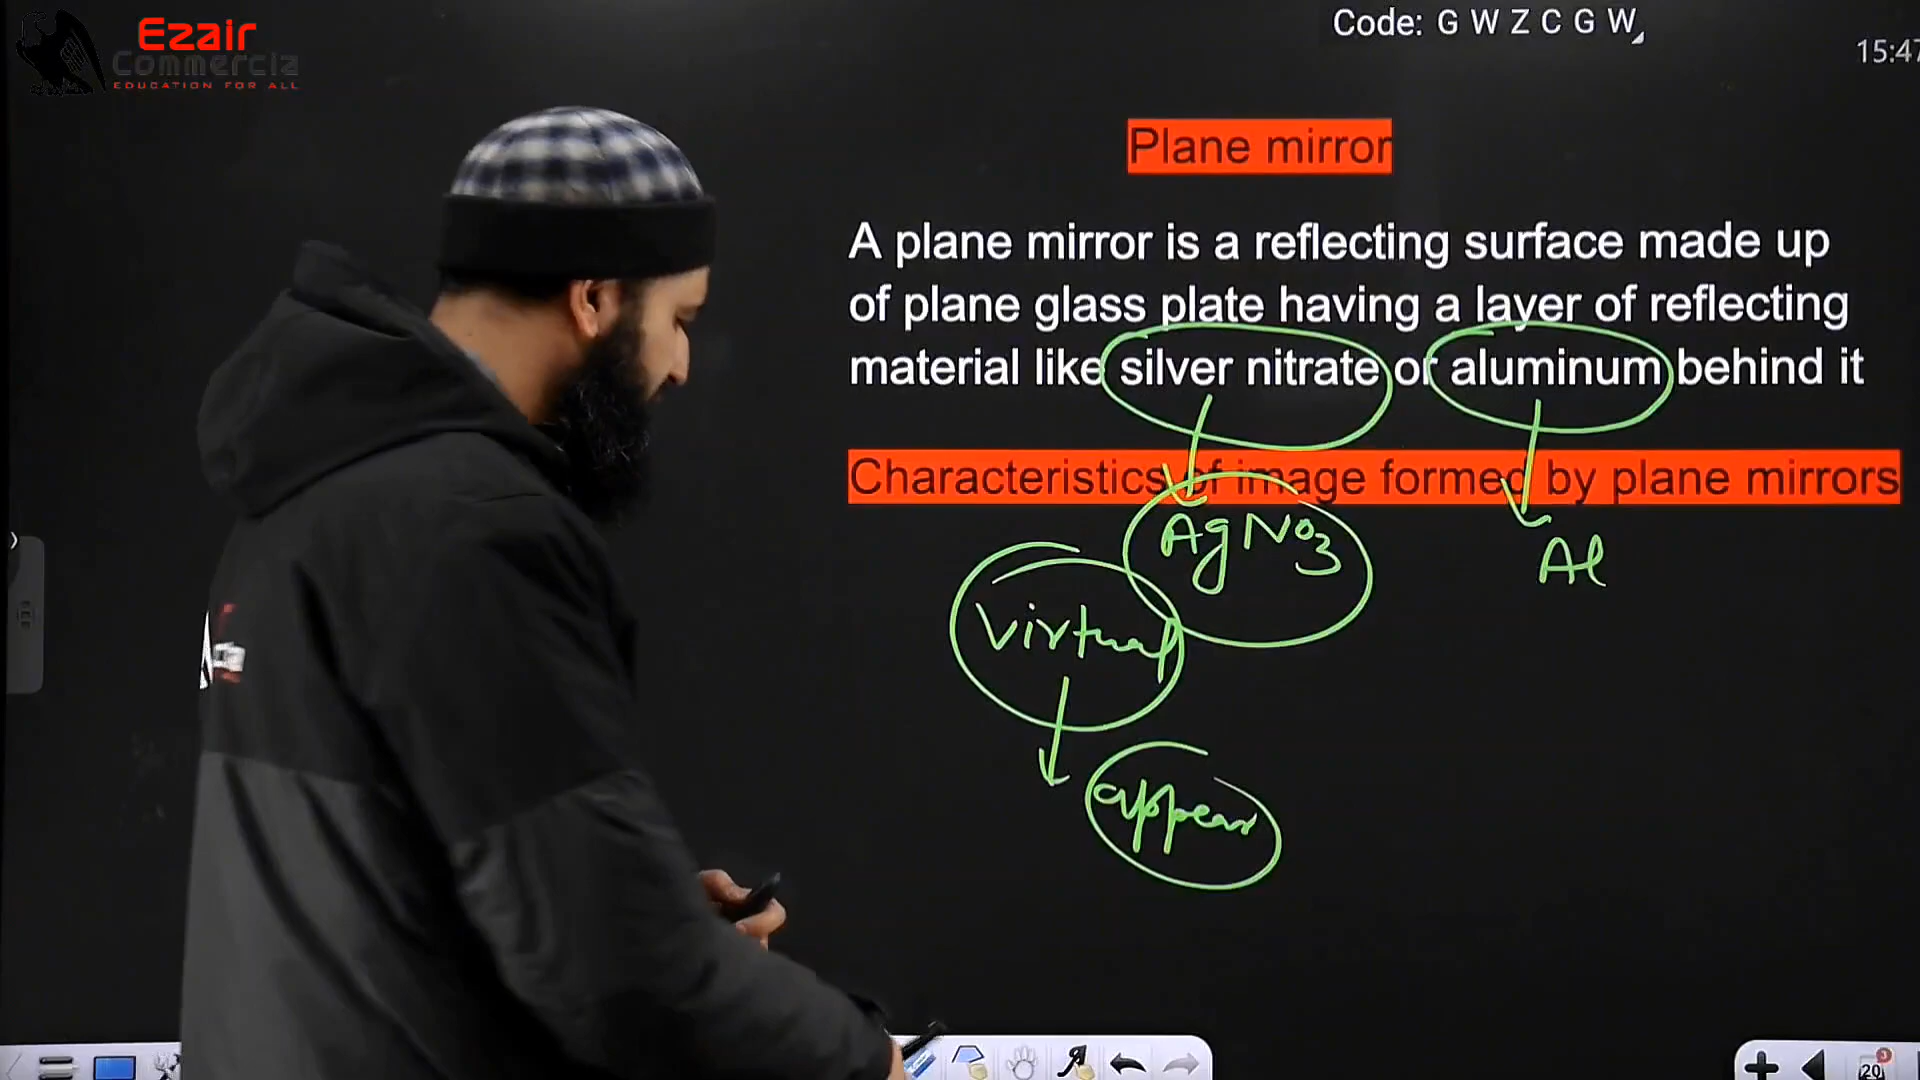 Ezair
Commercia
EDUCATION FOR ALL
Code: G W Z C G W
15:47
Plane mirror
A plane mirror is a reflecting surface made up
of plane glass plate having a layer of reflecting
material like silver nitrate or aluminum behind it
Characteristics of image formed by plane mirrors
AgNO3
Al
virtual
appear
3
20